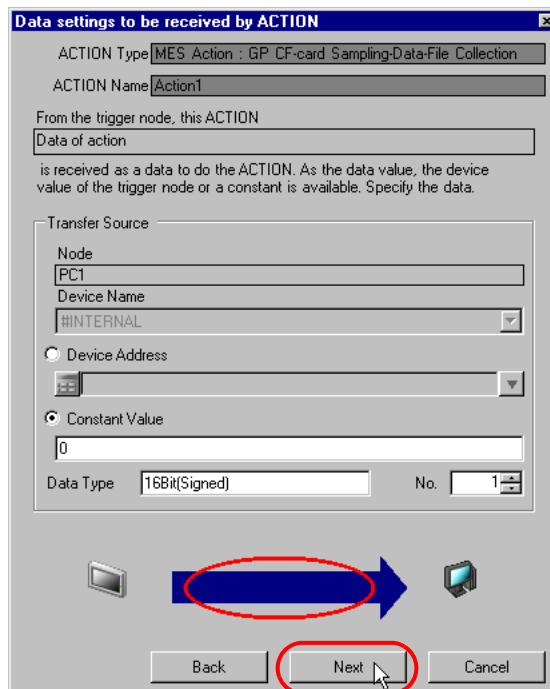 Data settings to be received by ACTION
ACTION Type MES Action : GP CF-card Sampling-Data-File Collection
ACTION Name Action1
From the trigger node, this ACTION
Data of action
is received as a data to do the ACTION. As the data value, the device
value of the trigger node or a constant is available. Specify the data.
Transfer Source
Node
PC1
Device Name
#INTERNAL
Device Address
Constant Value
0
Data Type 16Bit(Signed) No. 1
Back Next Cancel